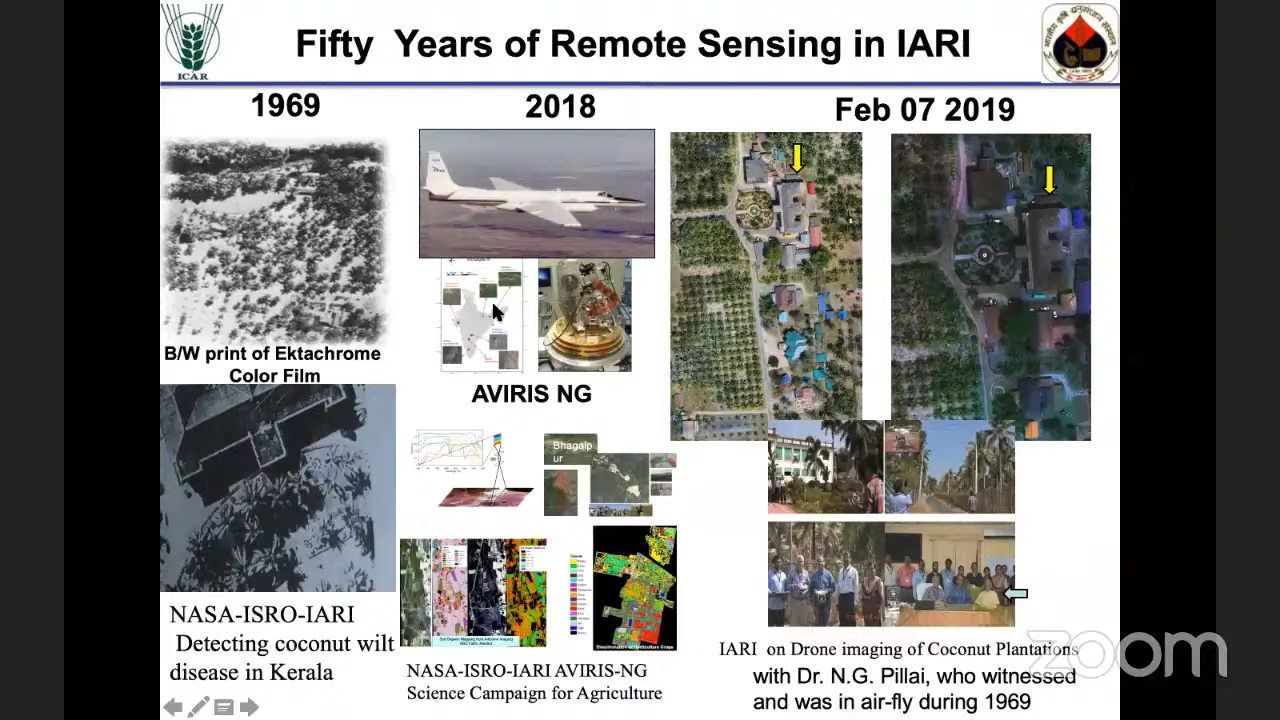 Fifty Years of Remote Sensing in IARI
ICAR
1969
2018
Feb 07 2019
B/W print of Ektachrome
Color Film
AVIRIS NG
Bhagalp
ur
NASA-ISRO-IARI
Detecting coconut wilt
disease in Kerala
NASA-ISRO-IARI AVIRIS-NG
Science Campaign for Agriculture
IARI on Drone imaging of Coconut Plantations
with Dr. N.G. Pillai, who witnessed
and was in air-fly during 1969
zoom